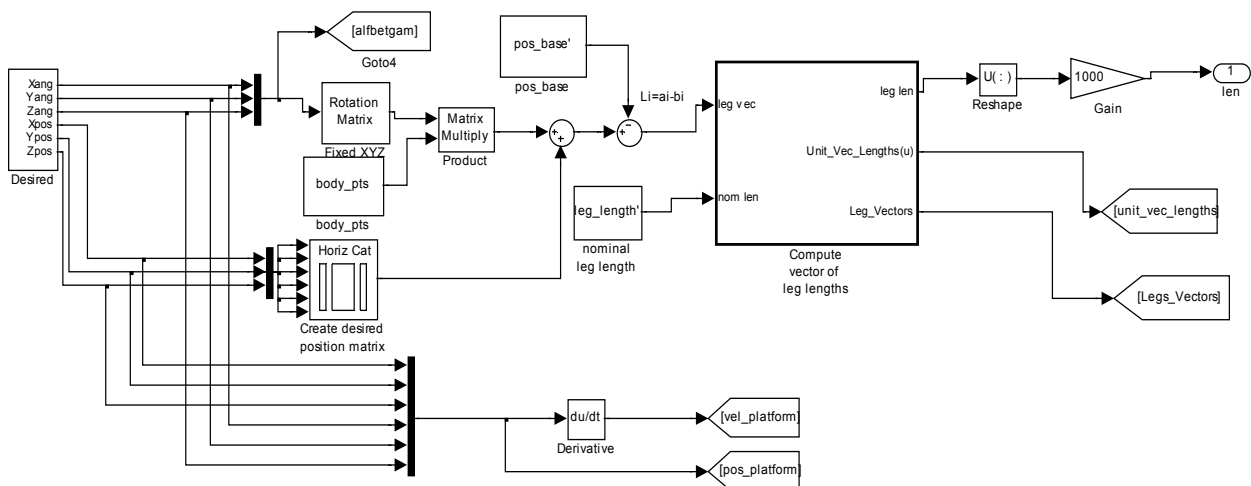 [alfbetgam]
Goto4
pos_base'
pos_base
Xang
Yang
Zang
Xpos
Ypos
Zpos
Desired
Rotation
Matrix
Fixed XYZ
body_pts
body_pts
Matrix
Multiply
Product
Li=ai-bi
leg_length'
nominal
leg length
leg vec
nom len
leg len
Unit_Vec_Lengths(u)
Leg_Vectors
Compute
vector of
leg lengths
U( : )
Reshape
1000
Gain
1
len
[unit_vec_lengths]
[Legs_Vectors]
Horiz Cat
Create desired
position matrix
du/dt
Derivative
[vel_platform]
[pos_platform]